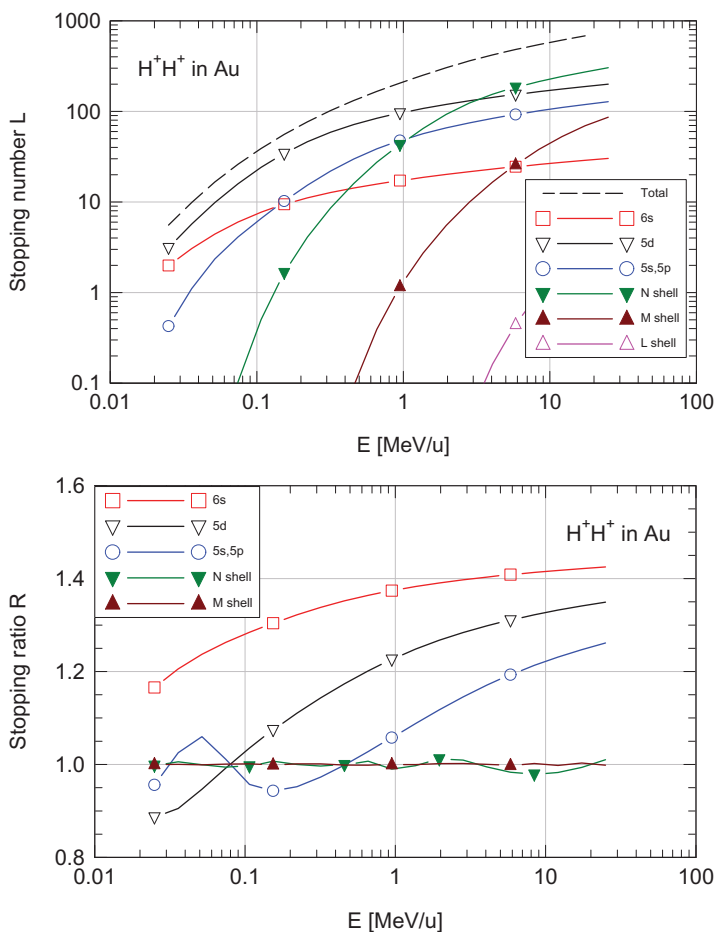 1000
H⁺H⁺ in Au
100
10
1
0.1
Stopping number L
Total
6s
5d
5s,5p
N shell
M shell
L shell
0.01 0.1 1 10 100
E [MeV/u]
1.6
6s
5d
5s,5p
N shell
M shell
H⁺H⁺ in Au
1.4
1.2
1.0
0.8
Stopping ratio R
0.01 0.1 1 10 100
E [MeV/u]